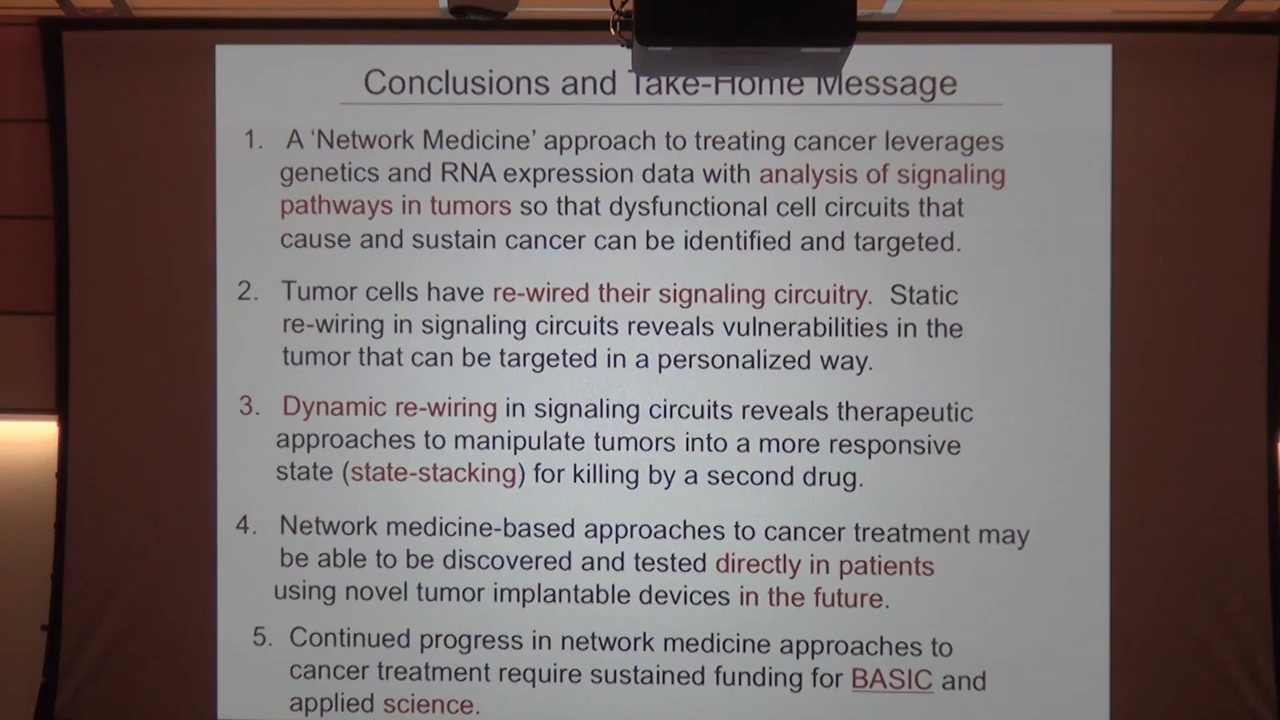 Conclusions and Take-Home Message
1. A ‘Network Medicine’ approach to treating cancer leverages
genetics and RNA expression data with analysis of signaling
pathways in tumors so that dysfunctional cell circuits that
cause and sustain cancer can be identified and targeted.
2. Tumor cells have re-wired their signaling circuitry. Static
re-wiring in signaling circuits reveals vulnerabilities in the
tumor that can be targeted in a personalized way.
3. Dynamic re-wiring in signaling circuits reveals therapeutic
approaches to manipulate tumors into a more responsive
state (state-stacking) for killing by a second drug.
4. Network medicine-based approaches to cancer treatment may
be able to be discovered and tested directly in patients
using novel tumor implantable devices in the future.
5. Continued progress in network medicine approaches to
cancer treatment require sustained funding for BASIC and
applied science.